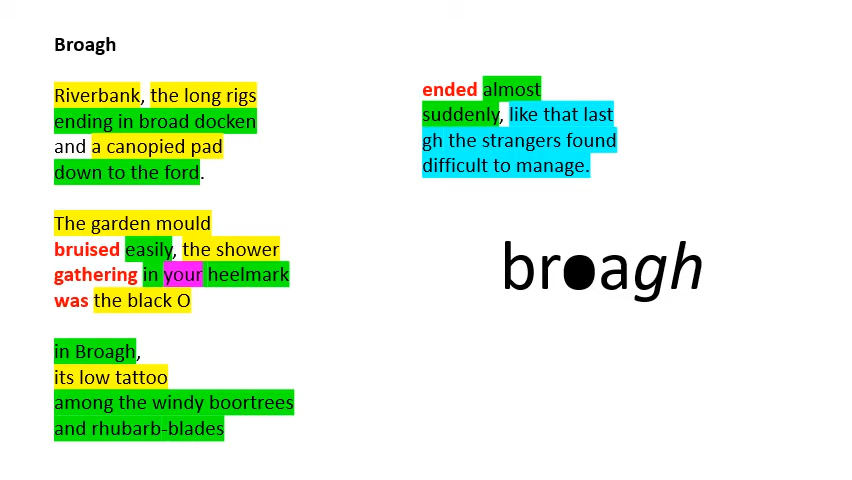 Broagh
Riverbank, the long rigs
ending in broad docken
and a canopied pad
down to the ford.
The garden mould
bruised easily, the shower
gathering in your heelmark
was the black O
in Broagh,
its low tattoo
among the windy boortrees
and rhubarb-blades
ended almost
suddenly, like that last
gh the strangers found
difficult to manage.
broagh